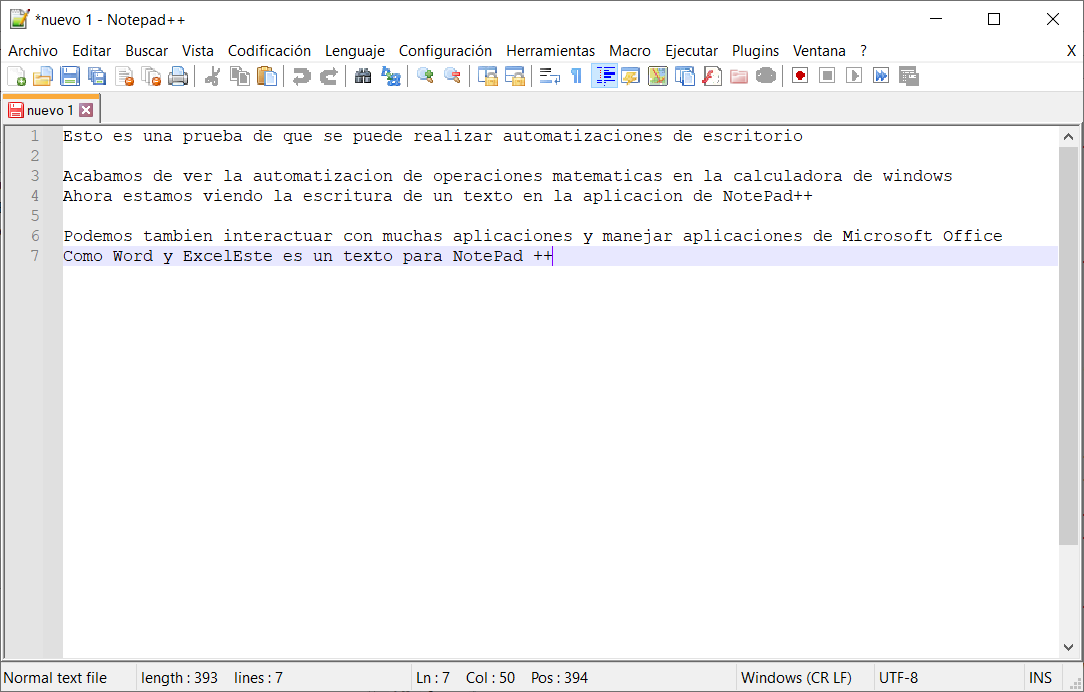 *nuevo 1 - Notepad++
Archivo Editar Buscar Vista Codificación Lenguaje Configuración Herramientas Macro Ejecutar Plugins Ventana ? X
nuevo 1
1 Esto es una prueba de que se puede realizar automatizaciones de escritorio
2
3 Acabamos de ver la automatizacion de operaciones matematicas en la calculadora de windows
4 Ahora estamos viendo la escritura de un texto en la aplicacion de NotePad++
5
6 Podemos tambien interactuar con muchas aplicaciones y manejar aplicaciones de Microsoft Office
7 Como Word y ExcelEste es un texto para NotePad ++
Normal text file length : 393 lines : 7 Ln : 7 Col : 50 Pos : 394 Windows (CR LF) UTF-8 INS